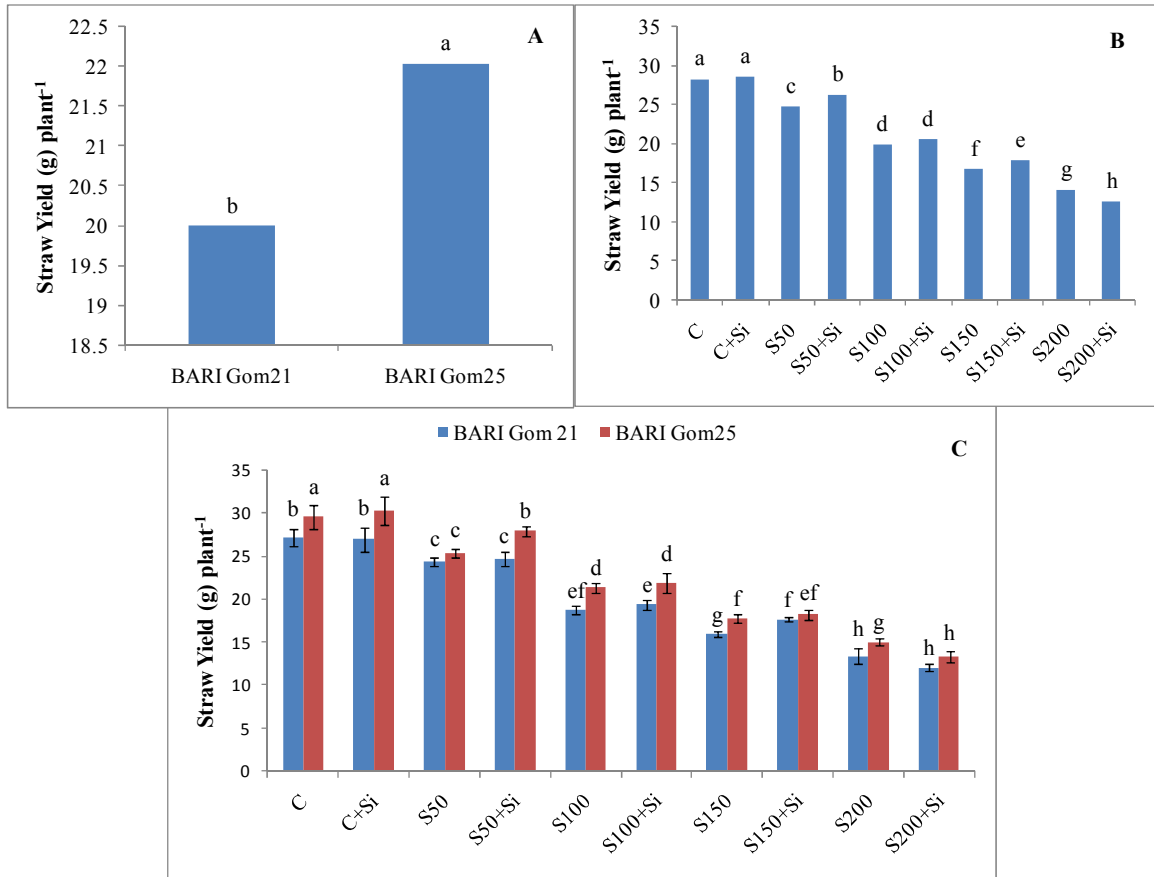 A
Straw Yield (g) plant-1
22.5
22
21.5
21
20.5
20
19.5
19
18.5
b
a
BARI Gom21
BARI Gom25
B
Straw Yield (g) plant-1
35
30
25
20
15
10
5
0
a
a
c
b
d
d
f
e
g
h
C
C+Si
S50
S50+Si
S100
S100+Si
S150
S150+Si
S200
S200+Si
BARI Gom 21
BARI Gom25
C
Straw Yield (g) plant-1
35
30
25
20
15
10
5
0
b
a
b
a
c
c
c
b
ef
d
e
d
g
f
f
ef
h
g
h
h
C
C+Si
S50
S50+Si
S100
S100+Si
S150
S150+Si
S200
S200+Si